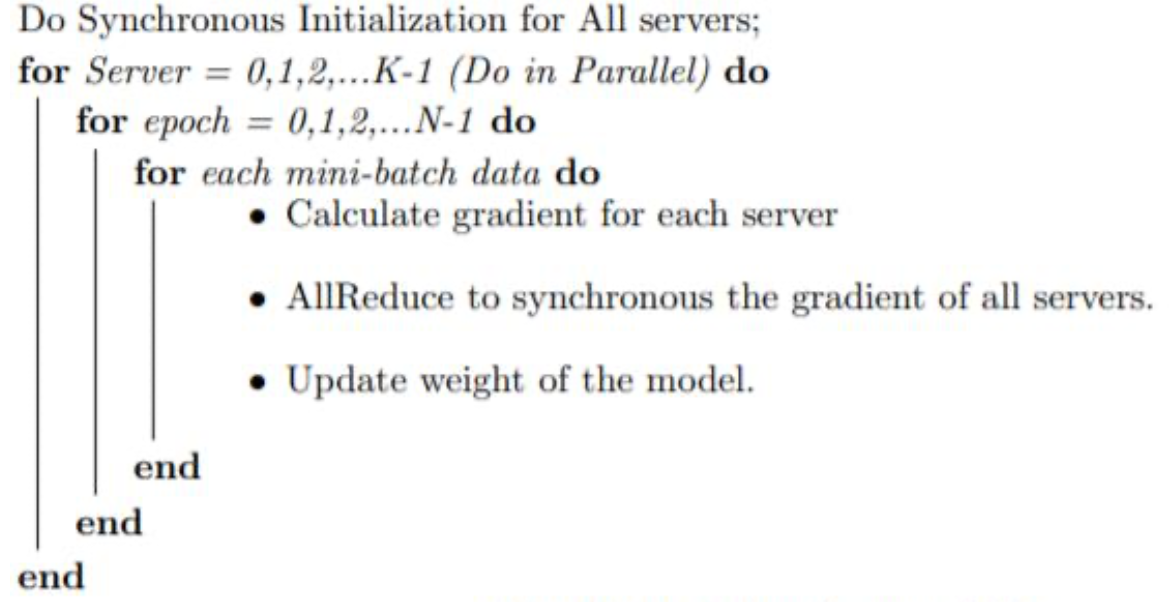 Do Synchronous Initialization for All servers;
for Server = 0,1,2,...K-1 (Do in Parallel) do
for epoch = 0,1,2,...N-1 do
for each mini-batch data do
• Calculate gradient for each server
• AllReduce to synchronous the gradient of all servers.
• Update weight of the model.
end
end
end